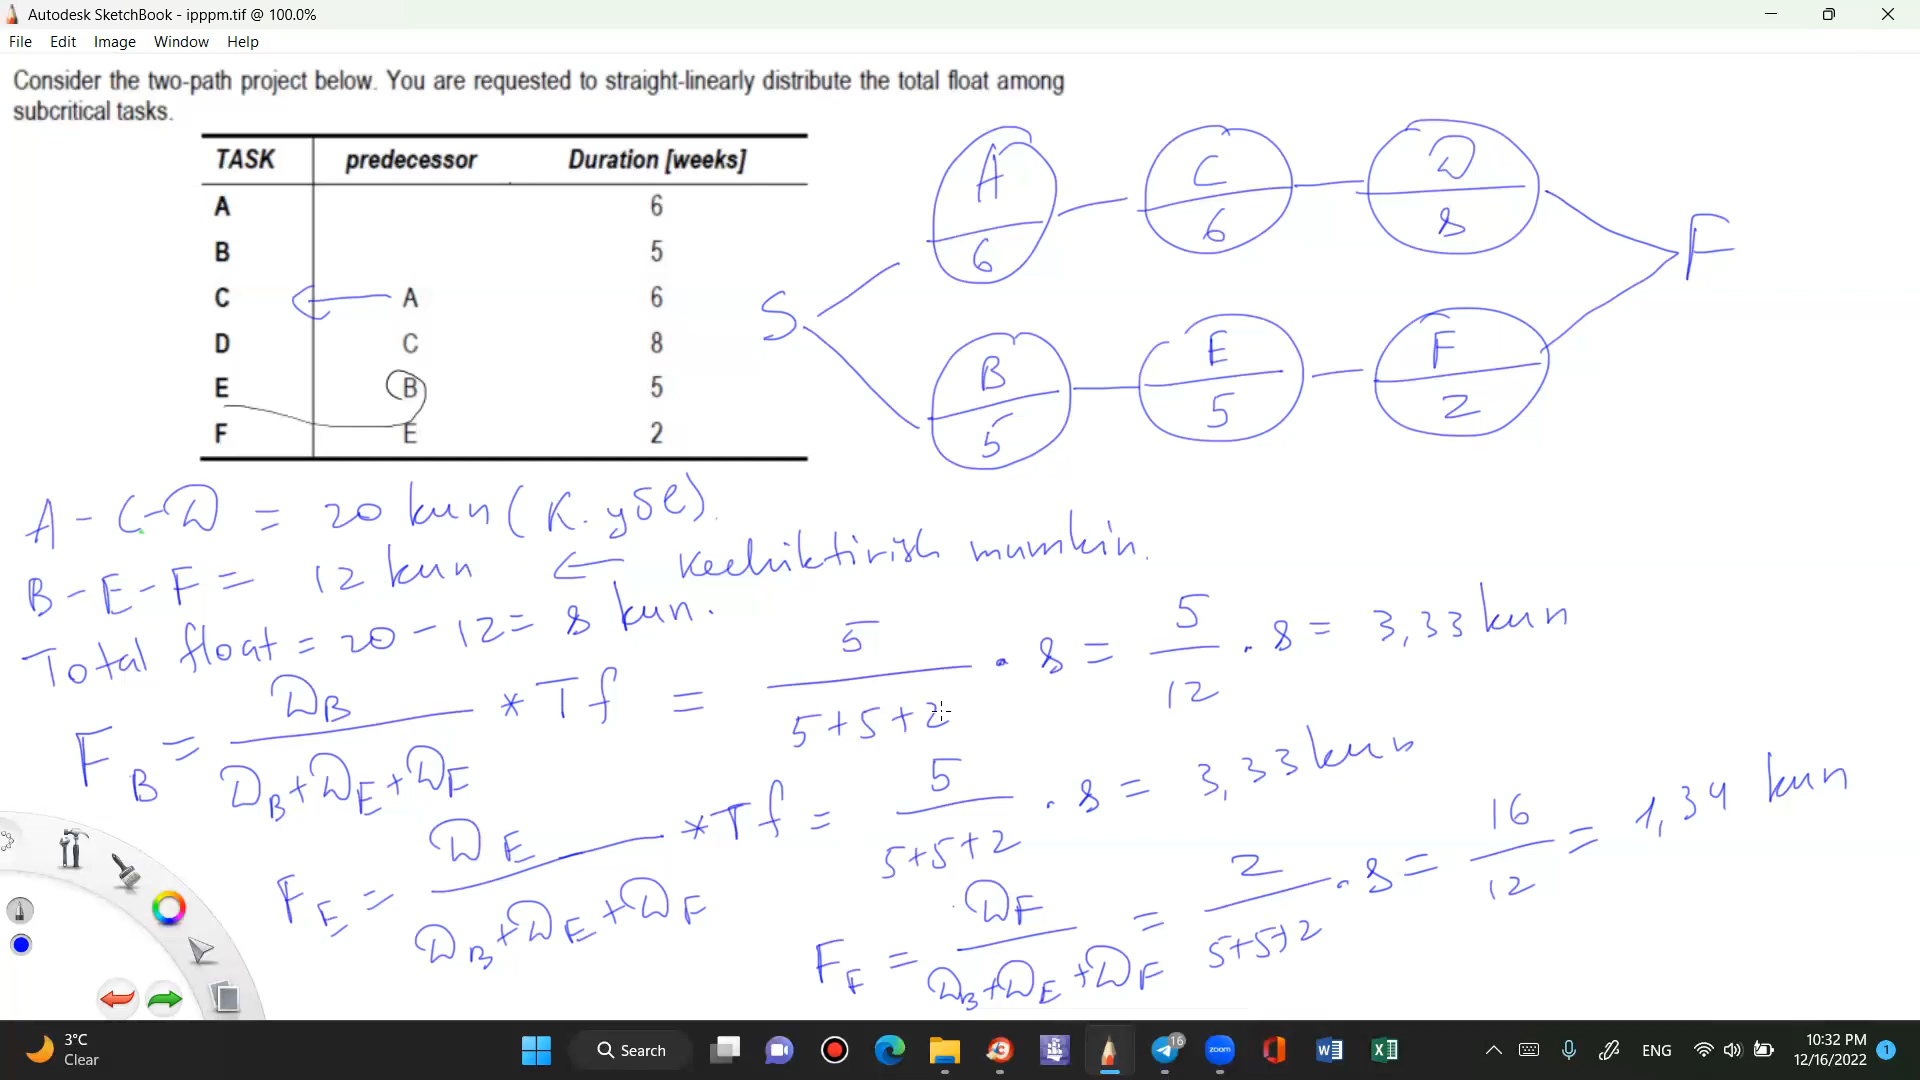 Autodesk SketchBook - ipppm.tif @ 100.0%
File Edit Image Window Help
Consider the two-path project below. You are requested to straight-linearly distribute the total float among
subcritical tasks.
TASK predecessor Duration [weeks]
A 6
B 5
C A 6
D C 8
E B 5
F E 2
S
A
6
C
6
D
8
B
5
E
5
F
2
F
A - C - D = 20 kun (K. yo'l).
B - E - F = 12 kun ← kechiktirish mumkin.
Total float = 20 - 12 = 8 kun.
F_B = D_B / (D_B + D_E + D_F) * Tf = 5 / (5+5+2) · 8 = 5/12 · 8 = 3,33 kun
F_E = D_E / (D_B + D_E + D_F) * Tf = 5 / (5+5+2) · 8 = 3,33 kun
F_F = D_F / (D_B + D_E + D_F) = 2 / (5+5+2) · 8 = 16/12 = 1,34 kun
3°C
Clear
Search
16
zoom
ENG
10:32 PM
12/16/2022
1